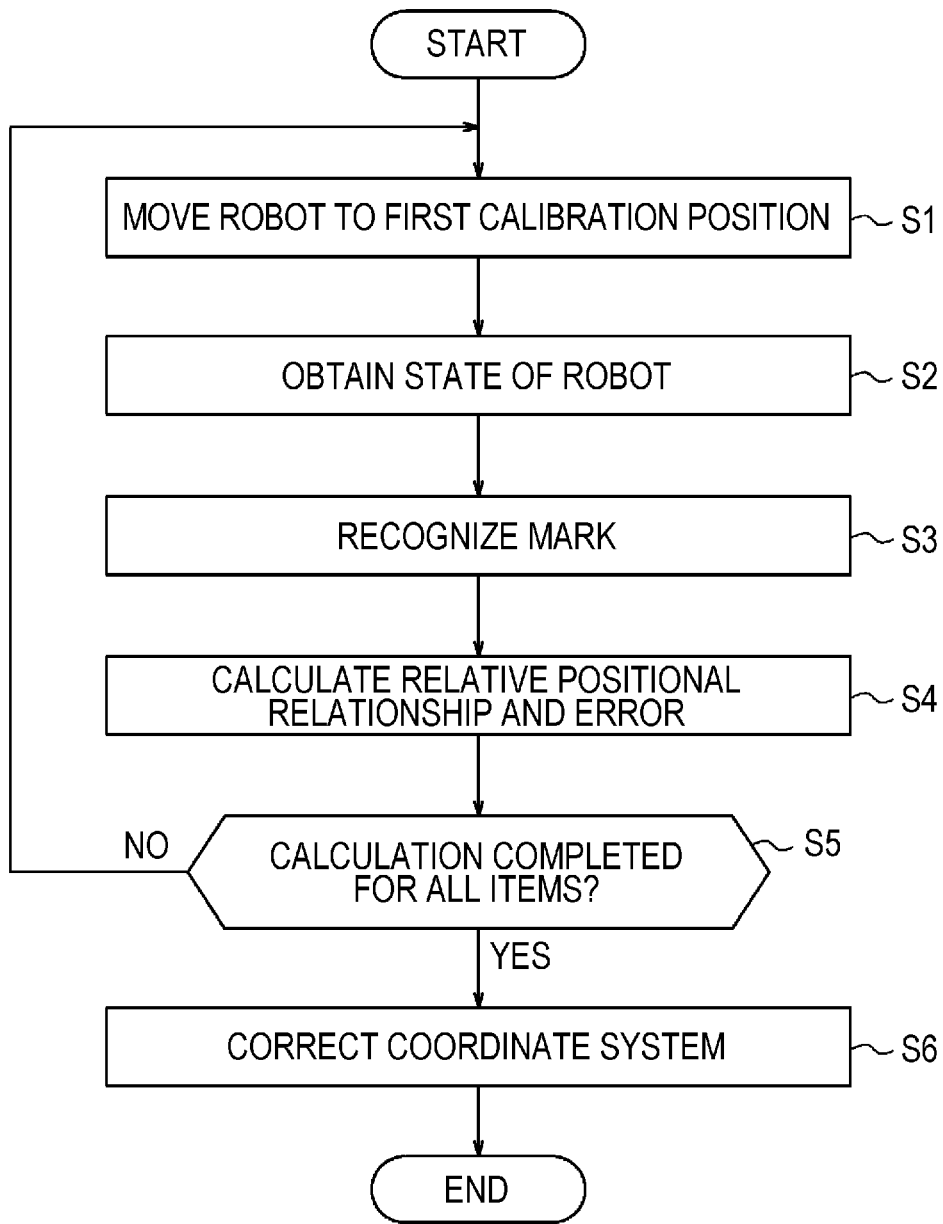 START
MOVE ROBOT TO FIRST CALIBRATION POSITION
S1
OBTAIN STATE OF ROBOT
S2
RECOGNIZE MARK
S3
CALCULATE RELATIVE POSITIONAL
RELATIONSHIP AND ERROR
S4
NO
CALCULATION COMPLETED
FOR ALL ITEMS?
S5
YES
CORRECT COORDINATE SYSTEM
S6
END